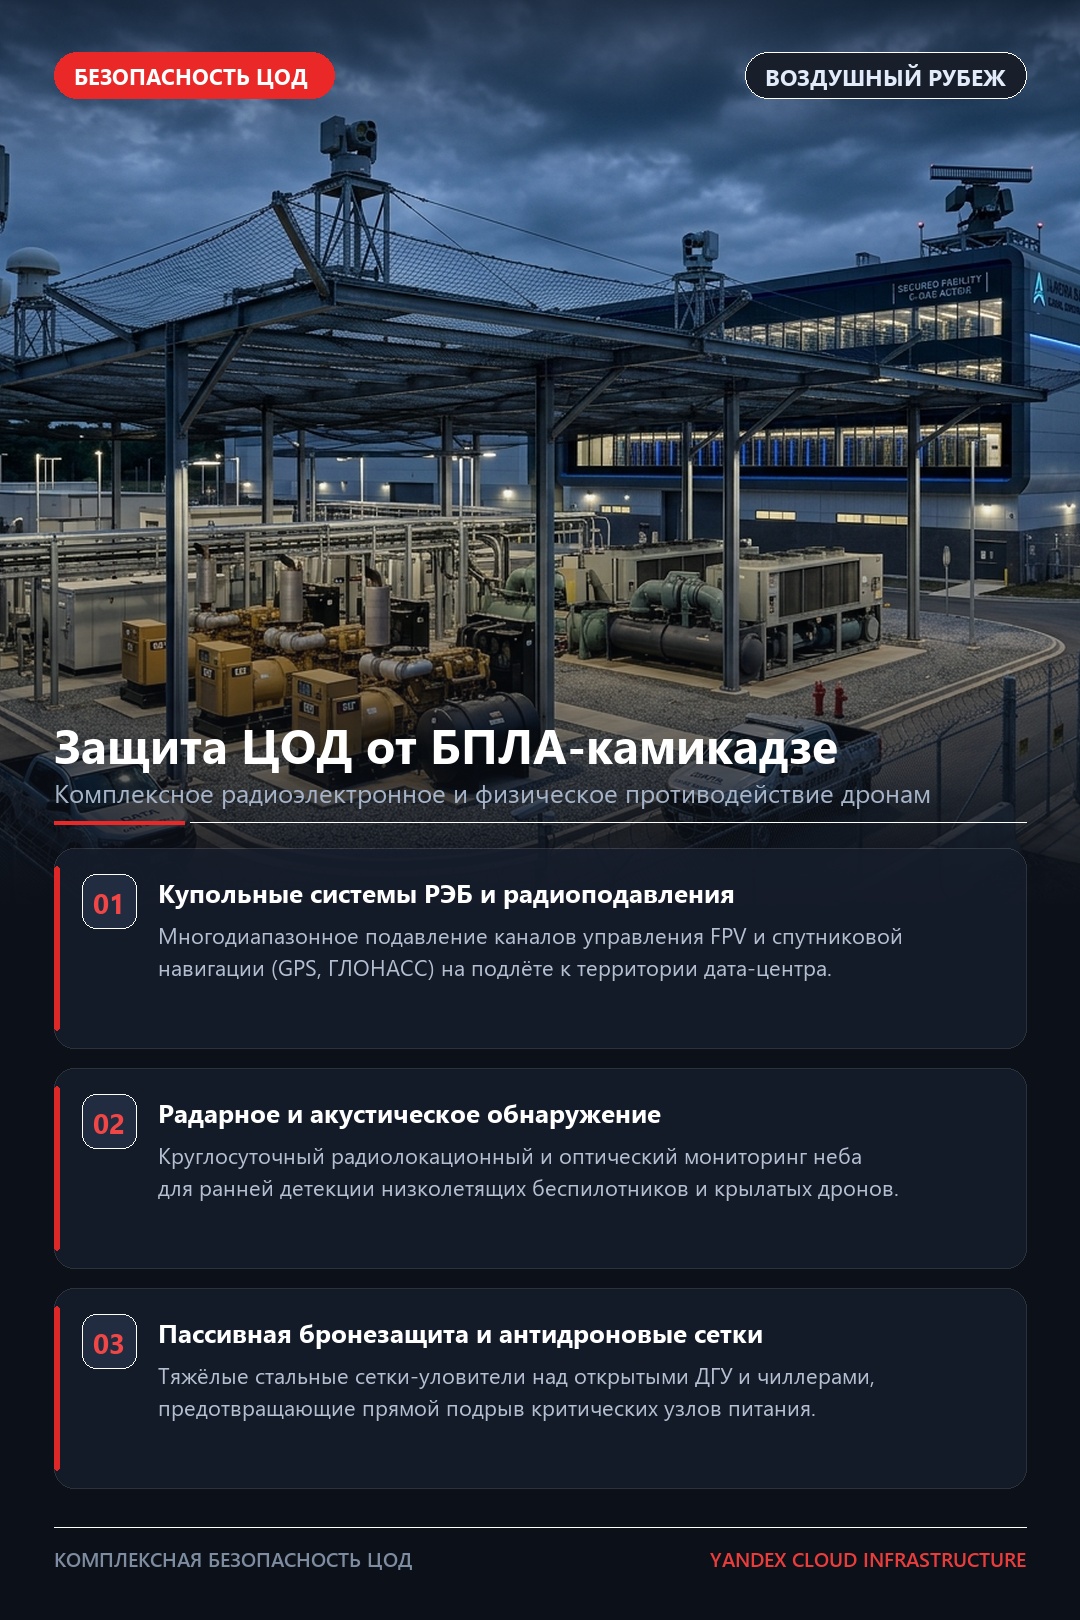 БЕЗОПАСНОСТЬ ЦОД
ВОЗДУШНЫЙ РУБЕЖ
SECURED
Защита ЦОД от БПЛА-камикадзе
Комплексное радиоэлектронное и физическое противодействие дронам
01
Купольные системы РЭБ и радиоподавления
Многодиапазонное подавление каналов управления FPV и спутниковой
навигации (GPS, ГЛОНАСС) на подлёте к территории дата-центра.
02
Радарное и акустическое обнаружение
Круглосуточный радиолокационный и оптический мониторинг неба
для ранней детекции низколетящих беспилотников и крылатых дронов.
03
Пассивная бронезащита и антидроновые сетки
Тяжёлые стальные сетки-уловители над открытыми ДГУ и чиллерами,
предотвращающие прямой подрыв критических узлов питания.
КОМПЛЕКСНАЯ БЕЗОПАСНОСТЬ ЦОД
YANDEX CLOUD INFRASTRUCTURE